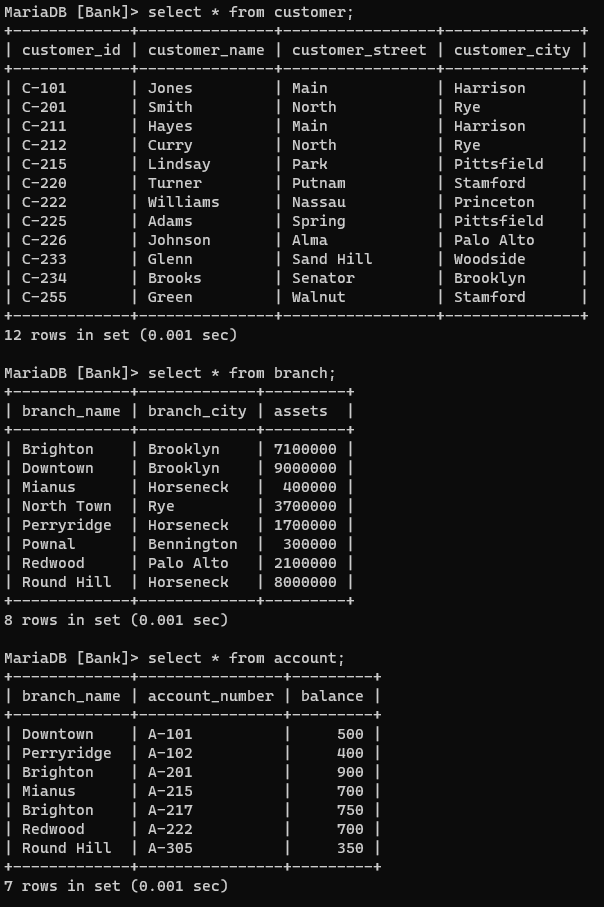 MariaDB [Bank]> select * from customer;
+-------------+---------------+-----------------+---------------+
| customer_id | customer_name | customer_street | customer_city |
+-------------+---------------+-----------------+---------------+
| C-101       | Jones         | Main            | Harrison      |
| C-201       | Smith         | North           | Rye           |
| C-211       | Hayes         | Main            | Harrison      |
| C-212       | Curry         | North           | Rye           |
| C-215       | Lindsay       | Park            | Pittsfield    |
| C-220       | Turner        | Putnam          | Stamford      |
| C-222       | Williams      | Nassau          | Princeton     |
| C-225       | Adams         | Spring          | Pittsfield    |
| C-226       | Johnson       | Alma            | Palo Alto     |
| C-233       | Glenn         | Sand Hill       | Woodside      |
| C-234       | Brooks        | Senator         | Brooklyn      |
| C-255       | Green         | Walnut          | Stamford      |
+-------------+---------------+-----------------+---------------+
12 rows in set (0.001 sec)

MariaDB [Bank]> select * from branch;
+-------------+-------------+---------+
| branch_name | branch_city | assets  |
+-------------+-------------+---------+
| Brighton    | Brooklyn    | 7100000 |
| Downtown    | Brooklyn    | 9000000 |
| Mianus      | Horseneck   |  400000 |
| North Town  | Rye         | 3700000 |
| Perryridge  | Horseneck   | 1700000 |
| Pownal      | Bennington  |  300000 |
| Redwood     | Palo Alto   | 2100000 |
| Round Hill  | Horseneck   | 8000000 |
+-------------+-------------+---------+
8 rows in set (0.001 sec)

MariaDB [Bank]> select * from account;
+-------------+----------------+---------+
| branch_name | account_number | balance |
+-------------+----------------+---------+
| Downtown    | A-101          |     500 |
| Perryridge  | A-102          |     400 |
| Brighton    | A-201          |     900 |
| Mianus      | A-215          |     700 |
| Brighton    | A-217          |     750 |
| Redwood     | A-222          |     700 |
| Round Hill  | A-305          |     350 |
+-------------+----------------+---------+
7 rows in set (0.001 sec)